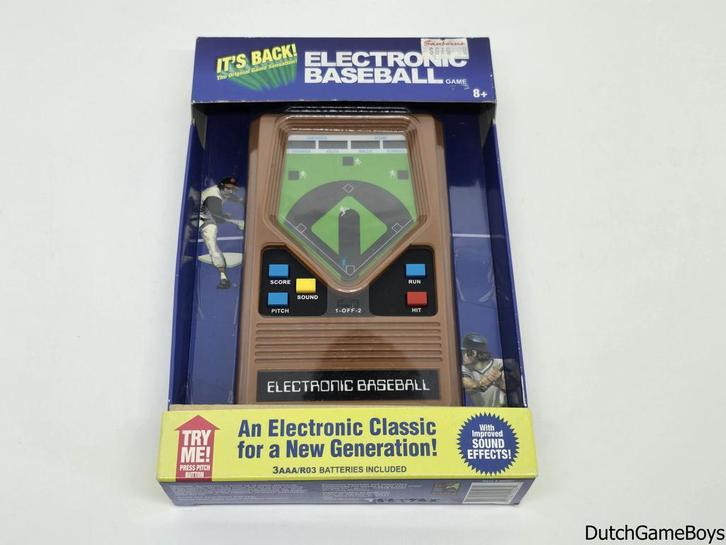 IT'S BACK!
The Original Game Sensation!
ELECTRONIC
BASEBALL GAME
8+
Sanborns
SCORE
SOUND
PITCH
RUN
HIT
1-OFF-2
ELECTRONIC BASEBALL
TRY
ME!
PRESS PITCH
BUTTON
An Electronic Classic
for a New Generation!
3AAA/R03 BATTERIES INCLUDED
With
Improved
SOUND
EFFECTS!
DutchGameBoys